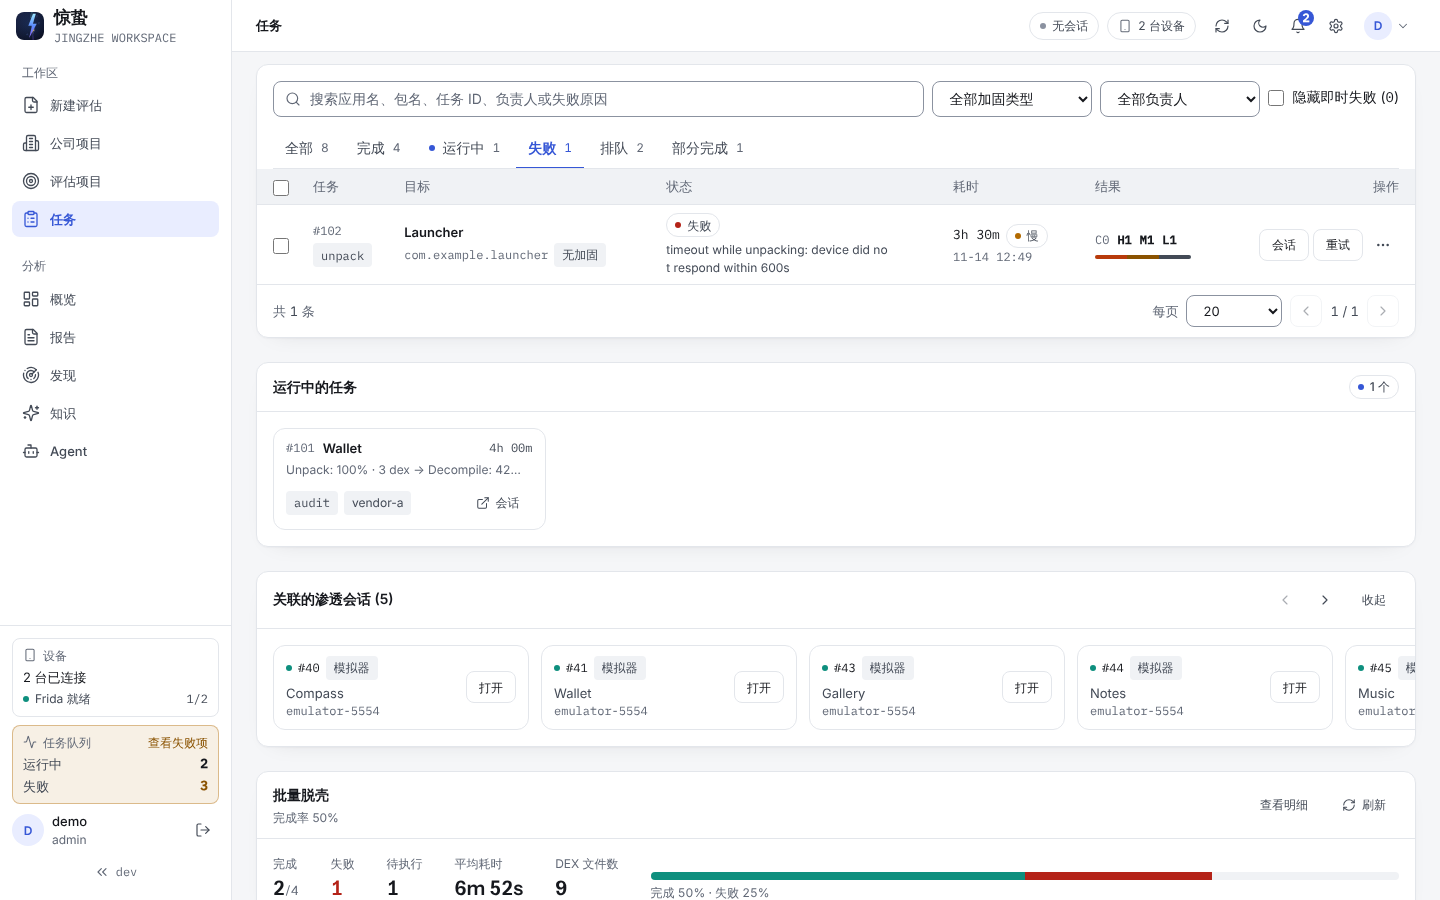 惊蛰
JINGZHE WORKSPACE
工作区
新建评估
公司项目
评估项目
任务
分析
概览
报告
发现
知识
Agent
设备
2 台已连接
Frida 就绪 1/2
任务队列 查看失败项
运行中 2
失败 3
D demo
admin
dev
任务
无会话
2 台设备
2
D
搜索应用名、包名、任务 ID、负责人或失败原因
全部加固类型
全部负责人
隐藏即时失败 (0)
全部 8 完成 4 运行中 1 失败 1 排队 2 部分完成 1
任务 目标 状态 耗时 结果 操作
#102
unpack
Launcher
com.example.launcher 无加固
失败
timeout while unpacking: device did no
t respond within 600s
3h 30m 慢
11-14 12:49
C0 H1 M1 L1
会话 重试
共 1 条
每页 20 1 / 1
运行中的任务 1 个
#101 Wallet 4h 00m
Unpack: 100% · 3 dex → Decompile: 42...
audit vendor-a 会话
关联的渗透会话 (5) 收起
#40 模拟器
Compass
emulator-5554
打开
#41 模拟器
Wallet
emulator-5554
打开
#43 模拟器
Gallery
emulator-5554
打开
#44 模拟器
Notes
emulator-5554
打开
#45
Music
批量脱壳
完成率 50%
查看明细 刷新
完成 失败 待执行 平均耗时 DEX 文件数
2/4 1 1 6m 52s 9
完成 50% · 失败 25%